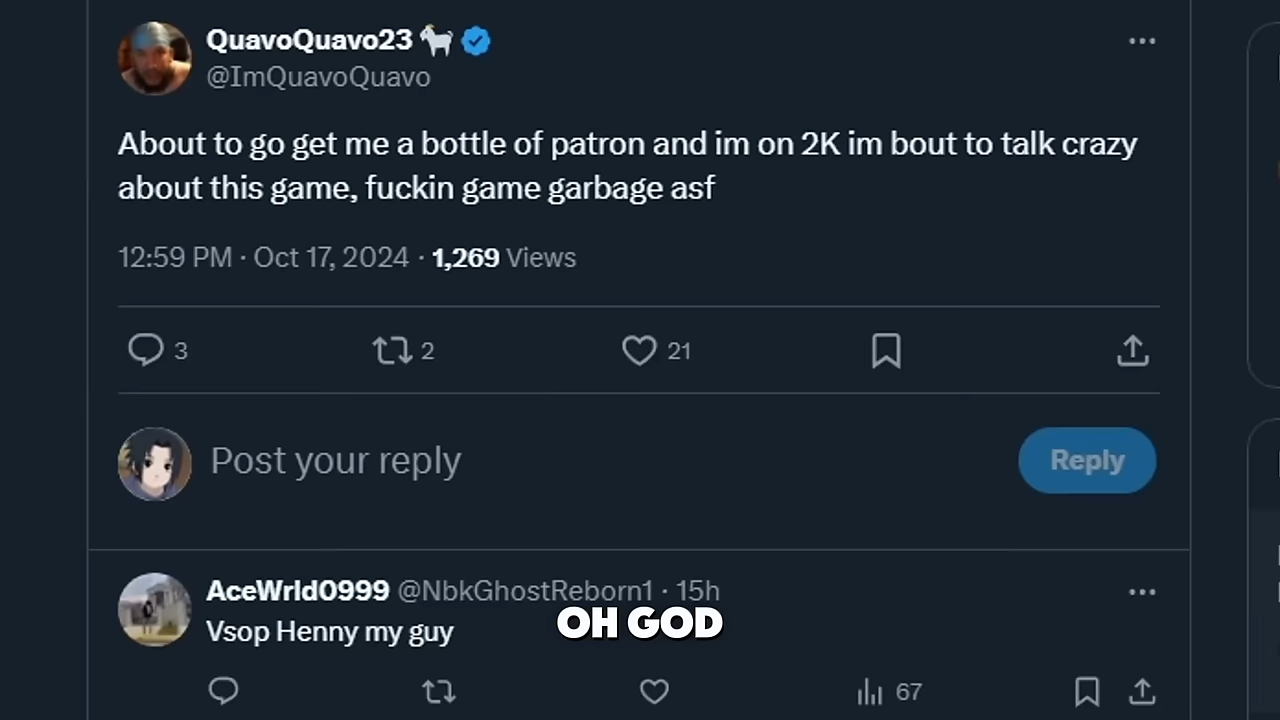 QuavoQuavo23 🐐
@ImQuavoQuavo
About to go get me a bottle of patron and im on 2K im bout to talk crazy
about this game, fuckin game garbage asf
12:59 PM · Oct 17, 2024 · 1,269 Views
3 2 21
Post your reply
Reply
AceWrld0999 @NbkGhostReborn1 · 15h
Vsop Henny my guy
OH GOD
67